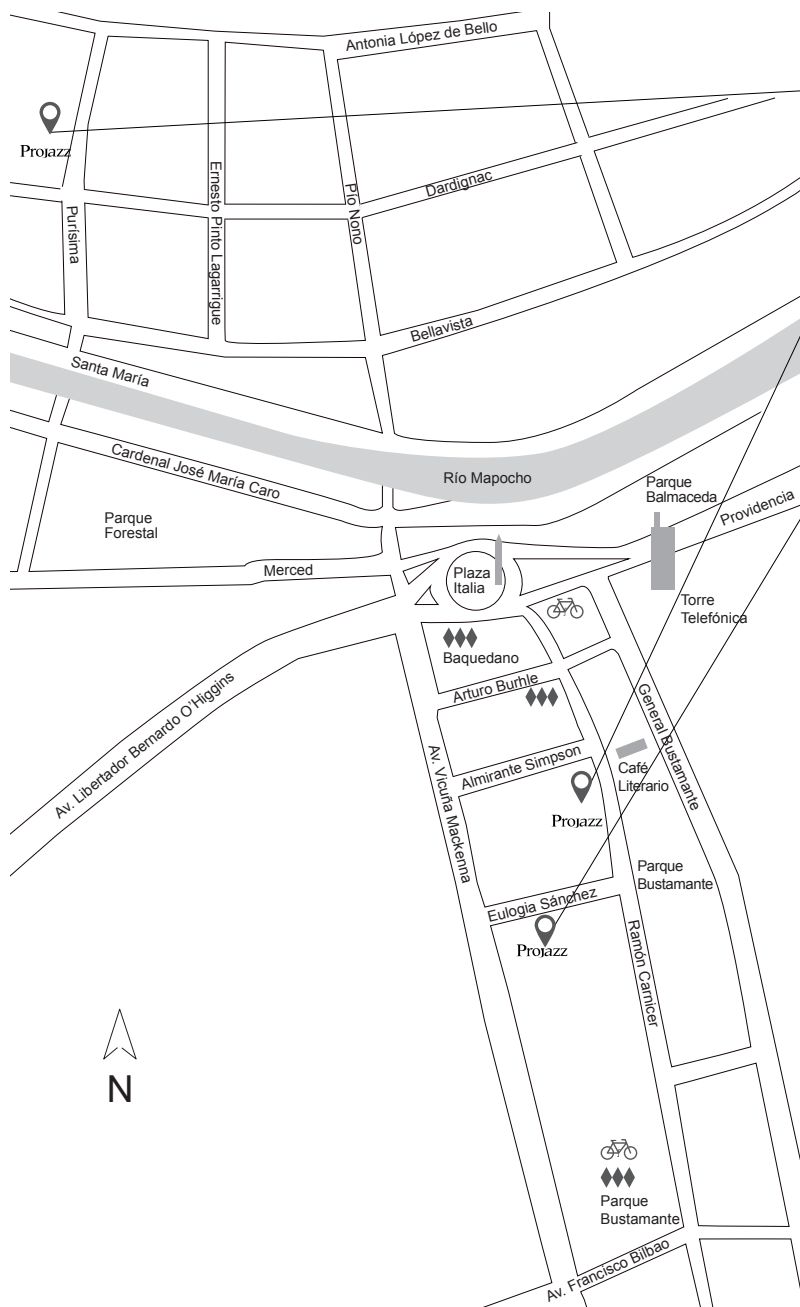 Antonia López de Bello
Projazz
Ernesto Pinto Lagarrigue
Dardignac
Pío Nono
Purísima
Bellavista
Santa María
Cardenal José María Caro
Río Mapocho
Parque
Balmaceda
Providencia
Parque
Forestal
Merced
Plaza
Italia
Torre
Telefónica
Baquedano
Arturo Burhle
General Bustamante
Av. Libertador Bernardo O'Higgins
Av. Vicuña Mackenna
Almirante Simpson
Café
Literario
Projazz
Parque
Bustamante
Eulogia Sánchez
Projazz
Ramón Carnicer
N
Parque
Bustamante
Av. Francisco Bilbao